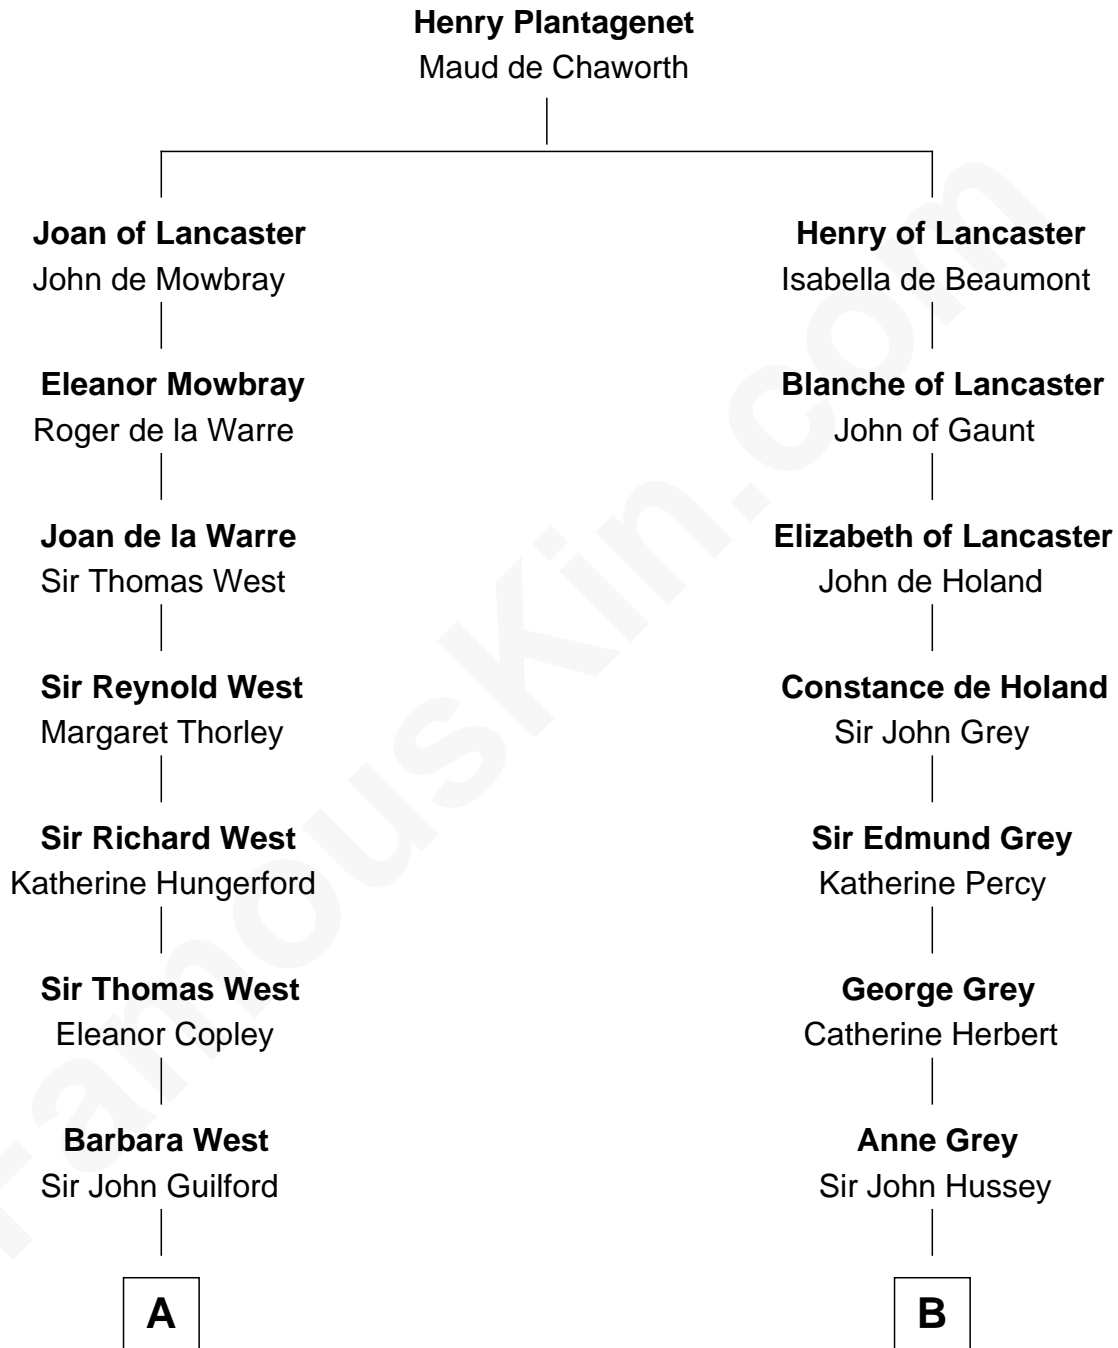 Henry Plantagenet
Maud de Chaworth
Joan of Lancaster
John de Mowbray
Henry of Lancaster
Isabella de Beaumont
Eleanor Mowbray
Roger de la Warre
Blanche of Lancaster
John of Gaunt
Joan de la Warre
Sir Thomas West
Elizabeth of Lancaster
John de Holand
Sir Reynold West
Margaret Thorley
Constance de Holand
Sir John Grey
Sir Richard West
Katherine Hungerford
Sir Edmund Grey
Katherine Percy
Sir Thomas West
Eleanor Copley
George Grey
Catherine Herbert
Barbara West
Sir John Guilford
Anne Grey
Sir John Hussey
A
B
FamousKin.com